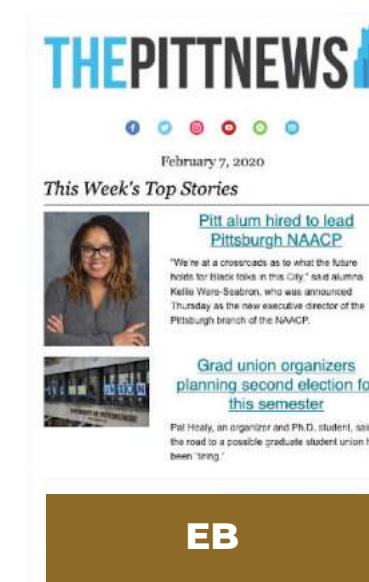 THEPITTNEWS
February 7, 2020
This Week's Top Stories
Pitt alum hired to lead
Pittsburgh NAACP
"We're at a crossroads as to what the future
holds for Black folks in this City," said alumna
Kellie Ware-Seabron, who was announced
Thursday as the new executive director of the
Pittsburgh branch of the NAACP.
Grad union organizers
planning second election fo
this semester
Pat Healy, an organizer and Ph.D. student, sai
the road to a possible graduate student union h
been "tiring."
EB